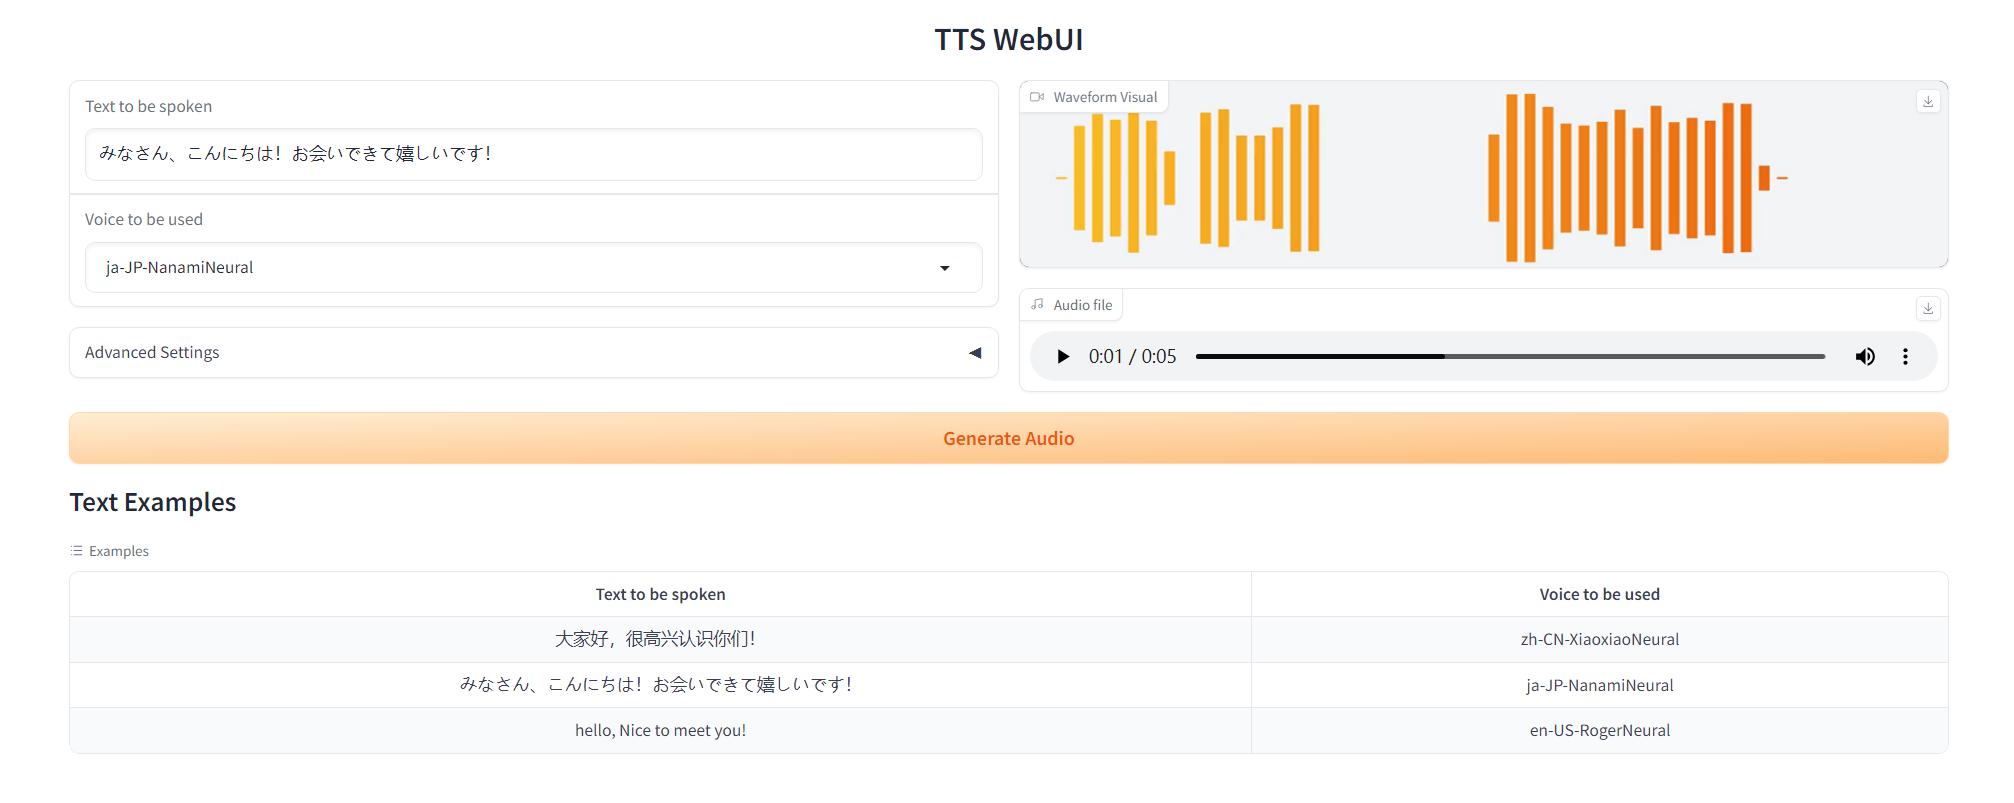 TTS WebUI
Text to be spoken
みなさん、こんにちは！お会いできて嬉しいです！
Voice to be used
ja-JP-NanamiNeural
Advanced Settings
Waveform Visual
Audio file
0:01 / 0:05
Generate Audio
Text Examples
Examples
Text to be spoken Voice to be used
大家好，很高兴认识你们！ zh-CN-XiaoxiaoNeural
みなさん、こんにちは！お会いできて嬉しいです！ ja-JP-NanamiNeural
hello, Nice to meet you! en-US-RogerNeural